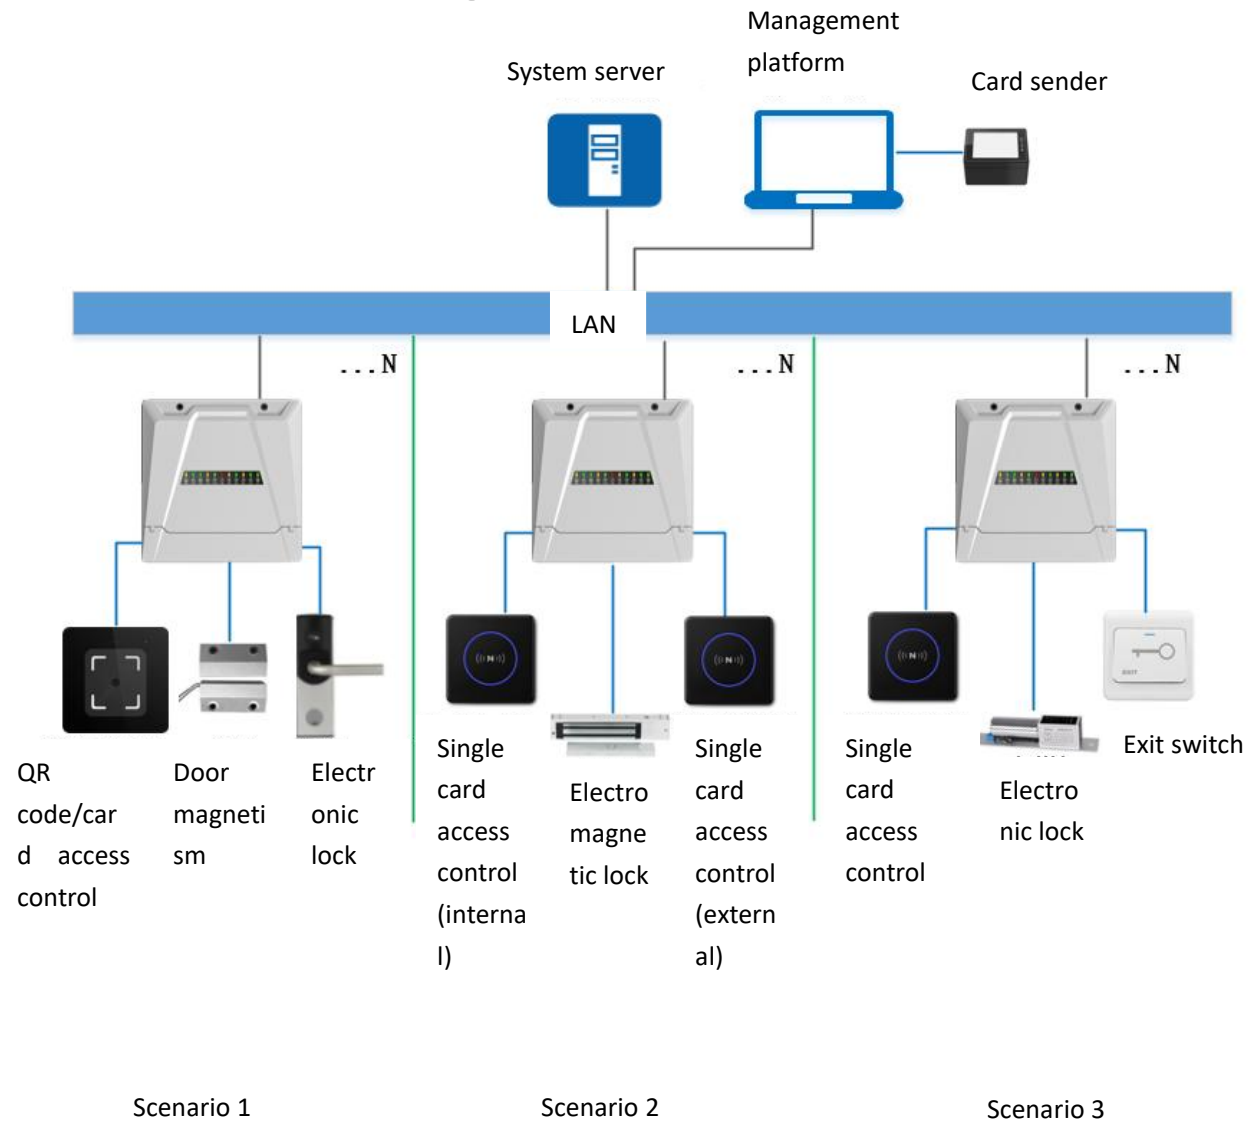 Management
platform
System server
Card sender
LAN
...N
...N
...N
EXIT
((( N )))
((( N )))
((( N )))
QR
code/car
d access
control
Door
magneti
sm
Electr
onic
lock
Single
card
access
control
(interna
l)
Electro
magne
tic lock
Single
card
access
control
(extern
al)
Single
card
access
control
Electro
nic lock
Exit switch
Scenario 1
Scenario 2
Scenario 3